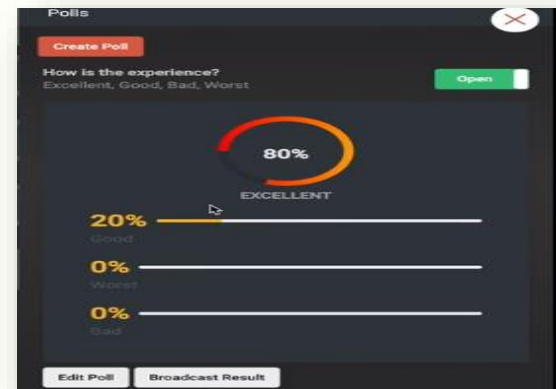 Polls
Create Poll
How is the experience?
Excellent, Good, Bad, Worst
Open
80%
EXCELLENT
20%
Good
0%
Worst
0%
Bad
Edit Poll
Broadcast Result